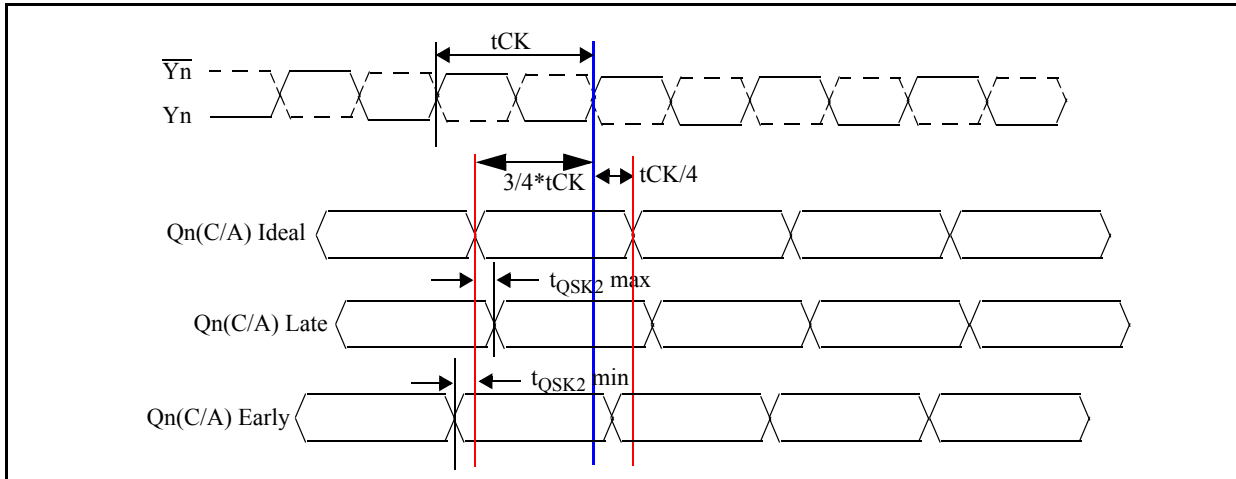 tCK
Yn
Yn
3/4*tCK
tCK/4
Qn(C/A) Ideal
tQSK2 max
Qn(C/A) Late
tQSK2 min
Qn(C/A) Early